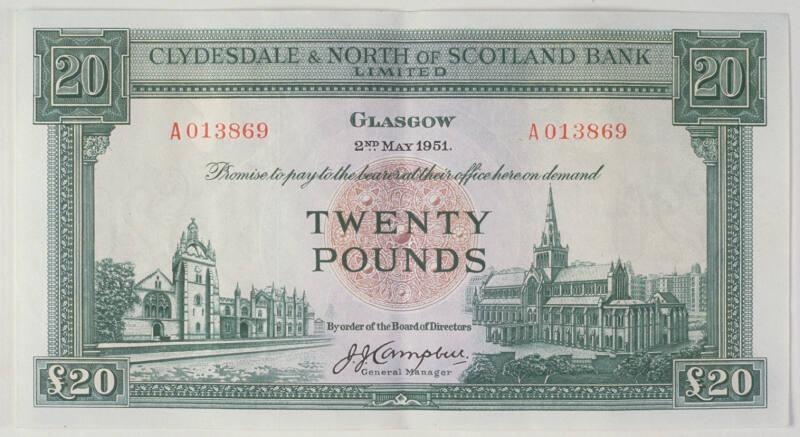 20 20
CLYDESDALE & NORTH OF SCOTLAND BANK
LIMITED
GLASGOW
A 013869 A 013869
2ND MAY 1951.
Promise to pay to the bearer at their office here on demand
TWENTY
POUNDS
By order of the Board of Directors
J.J. Campbell
General Manager
£20 £20